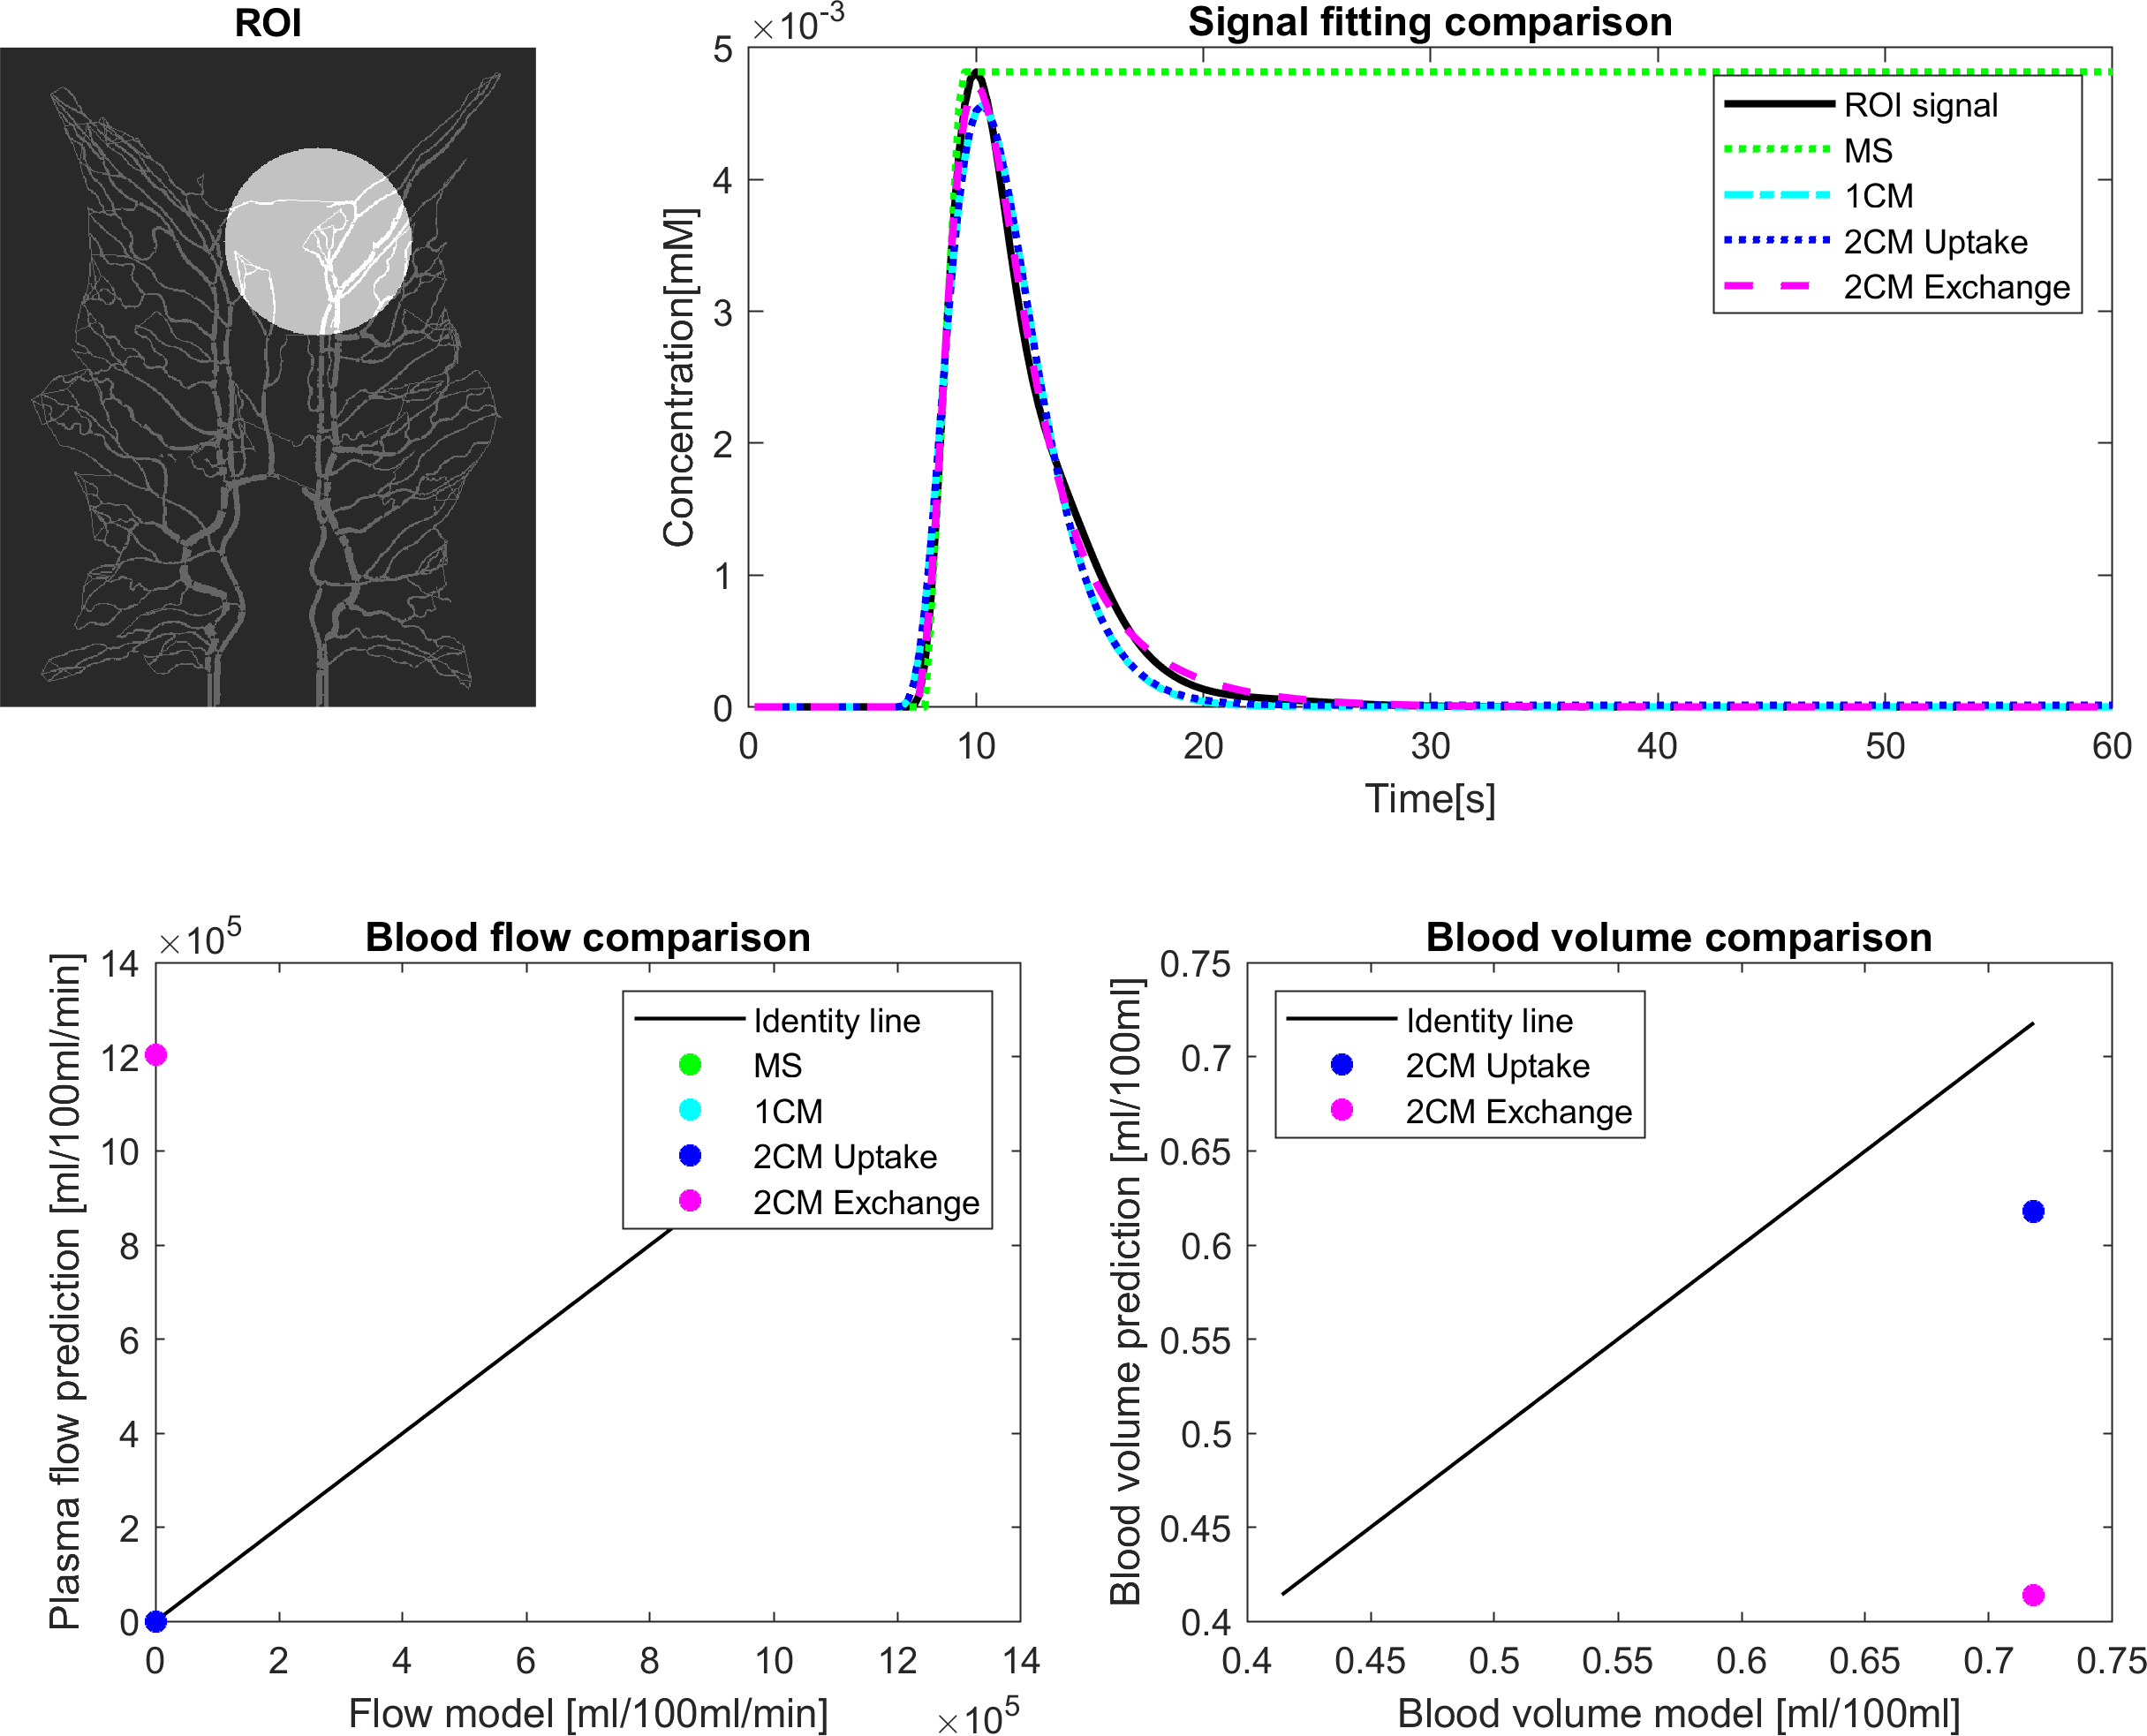 ROI
Signal fitting comparison
×10-3
5
4
3
2
1
0
Concentration[mM]
0 10 20 30 40 50 60
Time[s]
ROI signal
MS
1CM
2CM Uptake
2CM Exchange
Blood flow comparison
×105
14
12
10
8
6
4
2
0
Plasma flow prediction [ml/100ml/min]
0 2 4 6 8 10 12 14
Flow model [ml/100ml/min]
×105
Identity line
MS
1CM
2CM Uptake
2CM Exchange
Blood volume comparison
0.75
0.7
0.65
0.6
0.55
0.5
0.45
0.4
Blood volume prediction [ml/100ml]
0.4 0.45 0.5 0.55 0.6 0.65 0.7 0.75
Blood volume model [ml/100ml]
Identity line
2CM Uptake
2CM Exchange